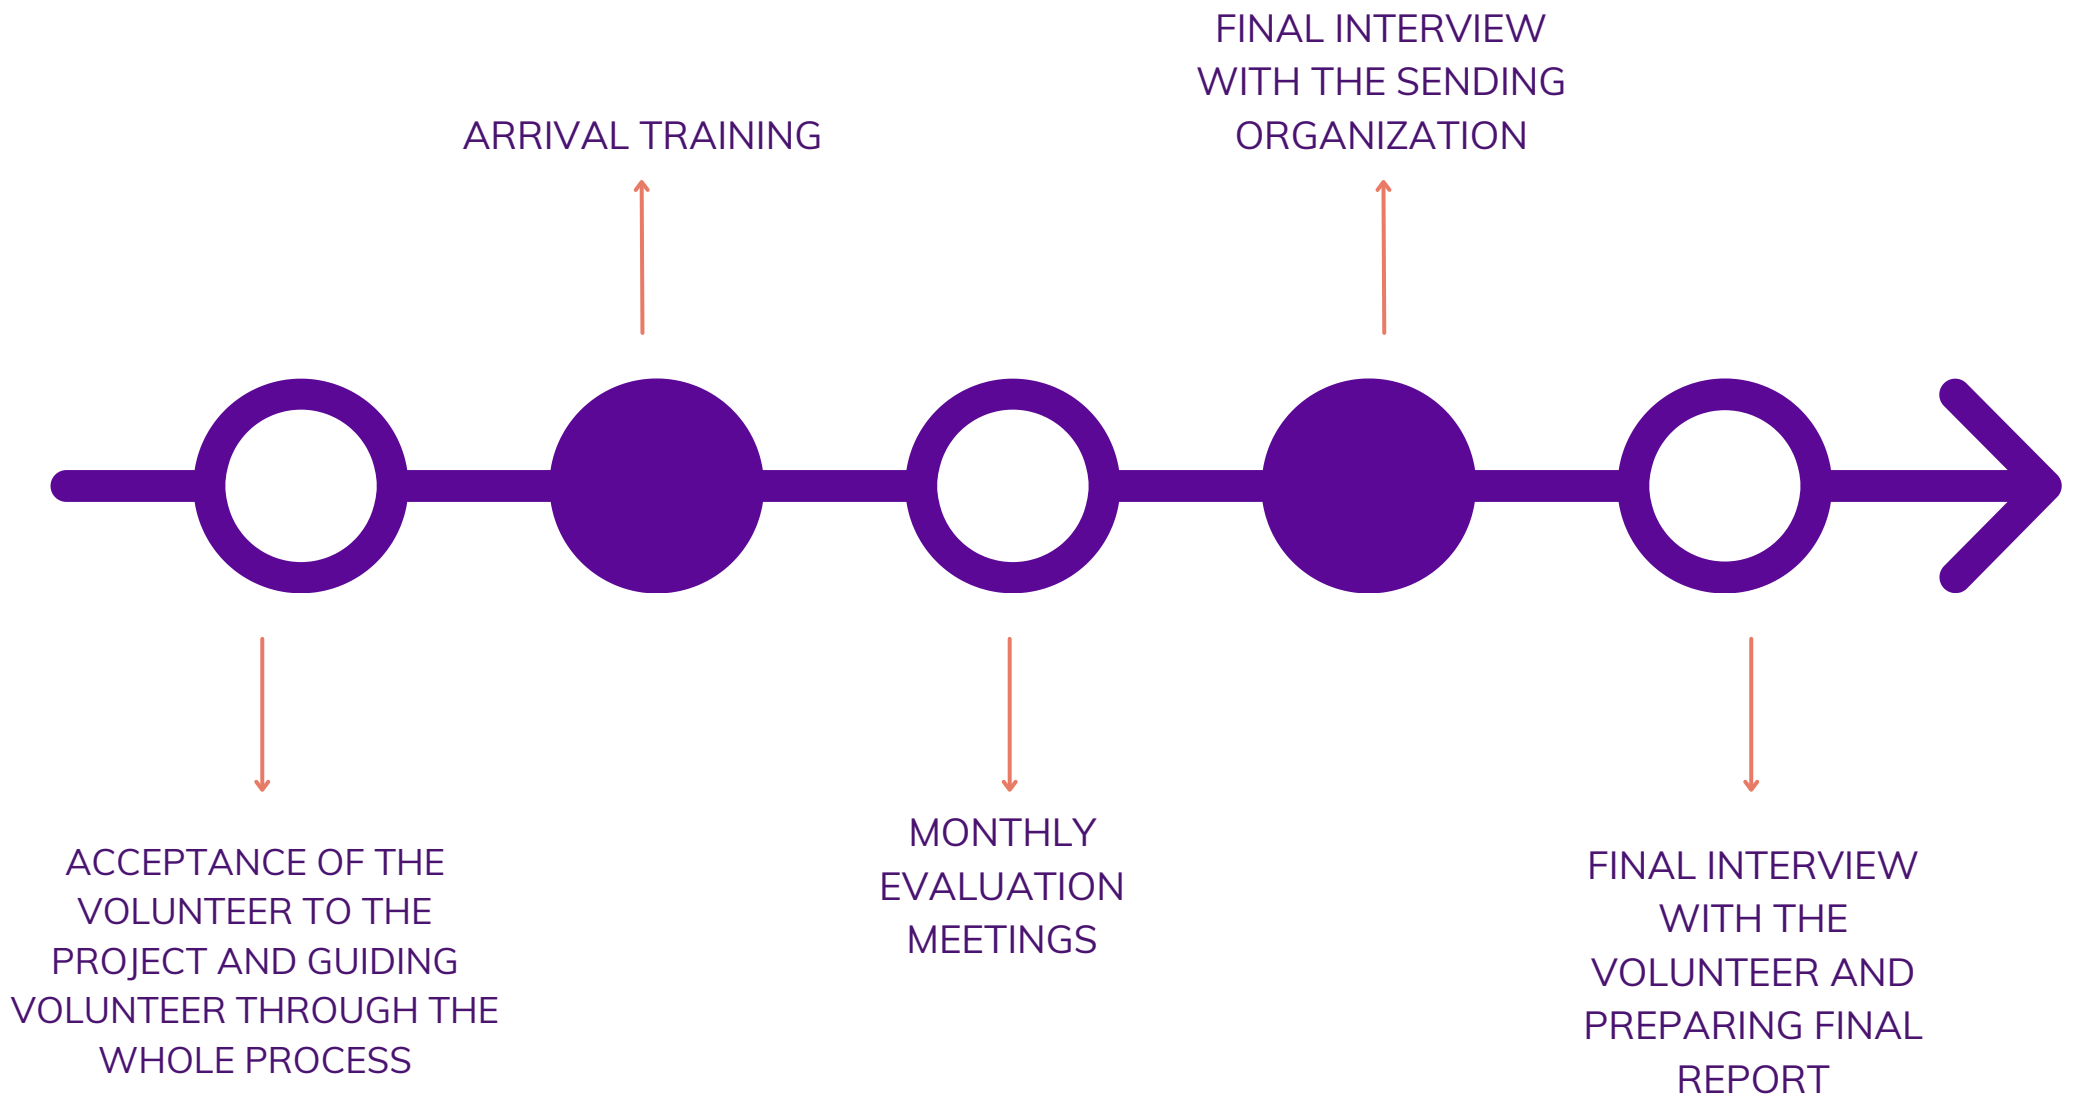 ACCEPTANCE OF THE
VOLUNTEER TO THE
PROJECT AND GUIDING
VOLUNTEER THROUGH THE
WHOLE PROCESS
ARRIVAL TRAINING
MONTHLY
EVALUATION
MEETINGS
FINAL INTERVIEW
WITH THE SENDING
ORGANIZATION
FINAL INTERVIEW
WITH THE
VOLUNTEER AND
PREPARING FINAL
REPORT